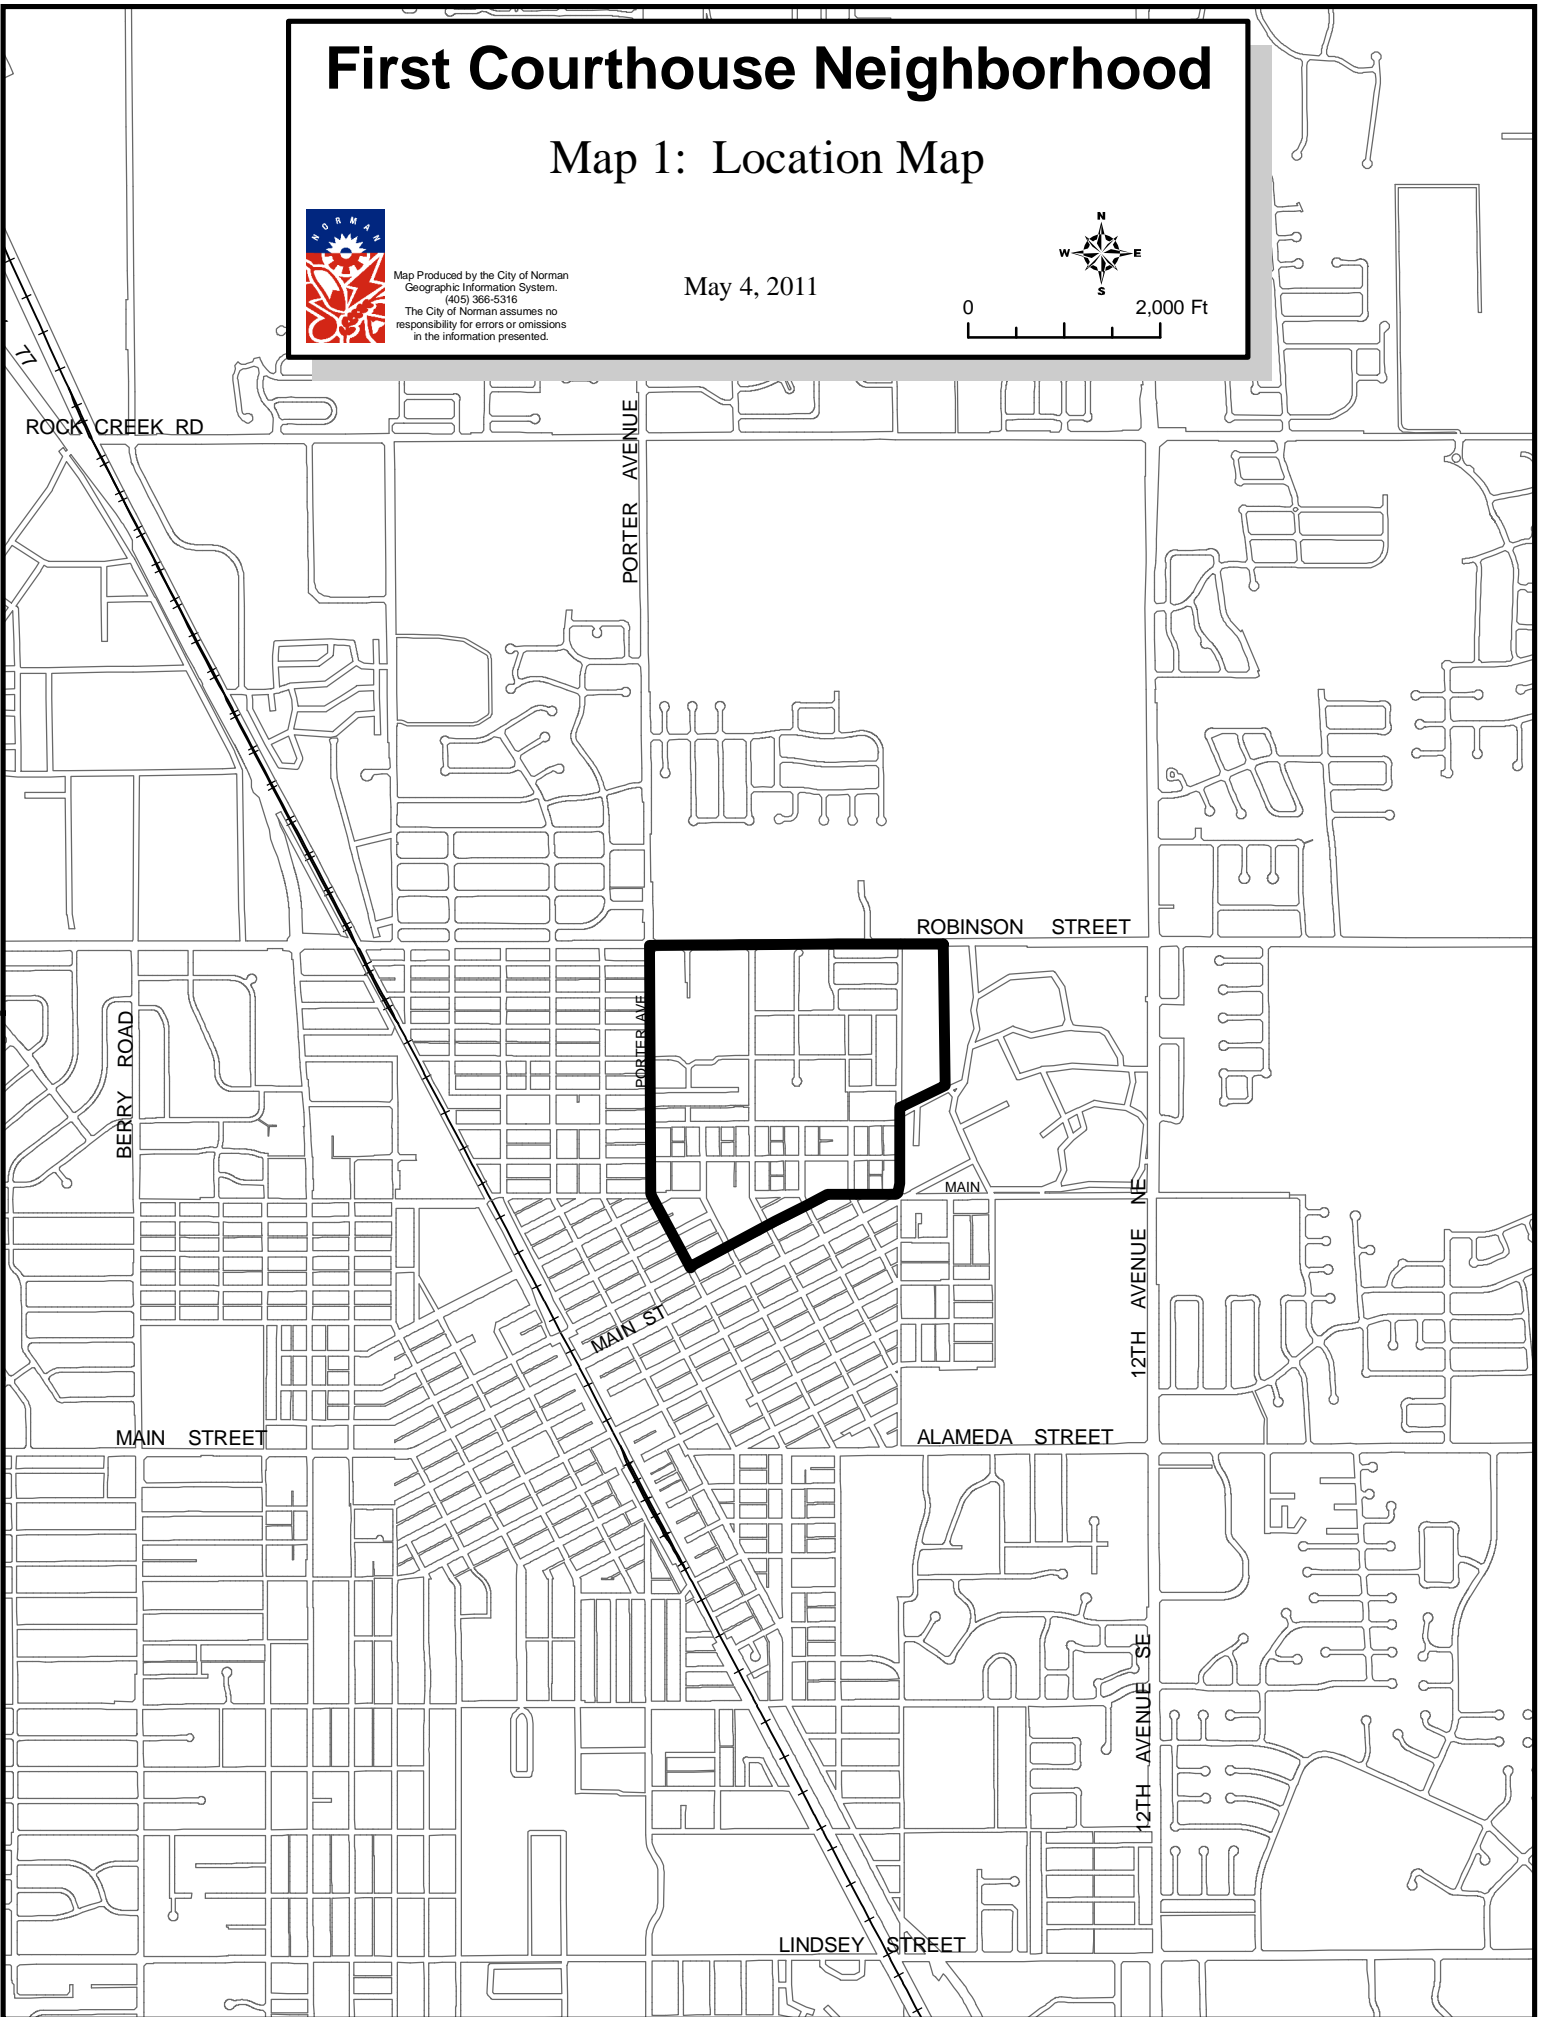 First Courthouse Neighborhood
Map 1: Location Map
NORMAN
Map Produced by the City of Norman
Geographic Information System.
(405) 366-5316
The City of Norman assumes no
responsibility for errors or omissions
in the information presented.
May 4, 2011
N
W E
S
0 2,000 Ft
77
ROCK CREEK RD
PORTER AVENUE
ROBINSON STREET
PORTER AVE
BERRY ROAD
MAIN
12TH AVENUE NE
MAIN ST
MAIN STREET
ALAMEDA STREET
12TH AVENUE SE
LINDSEY STREET